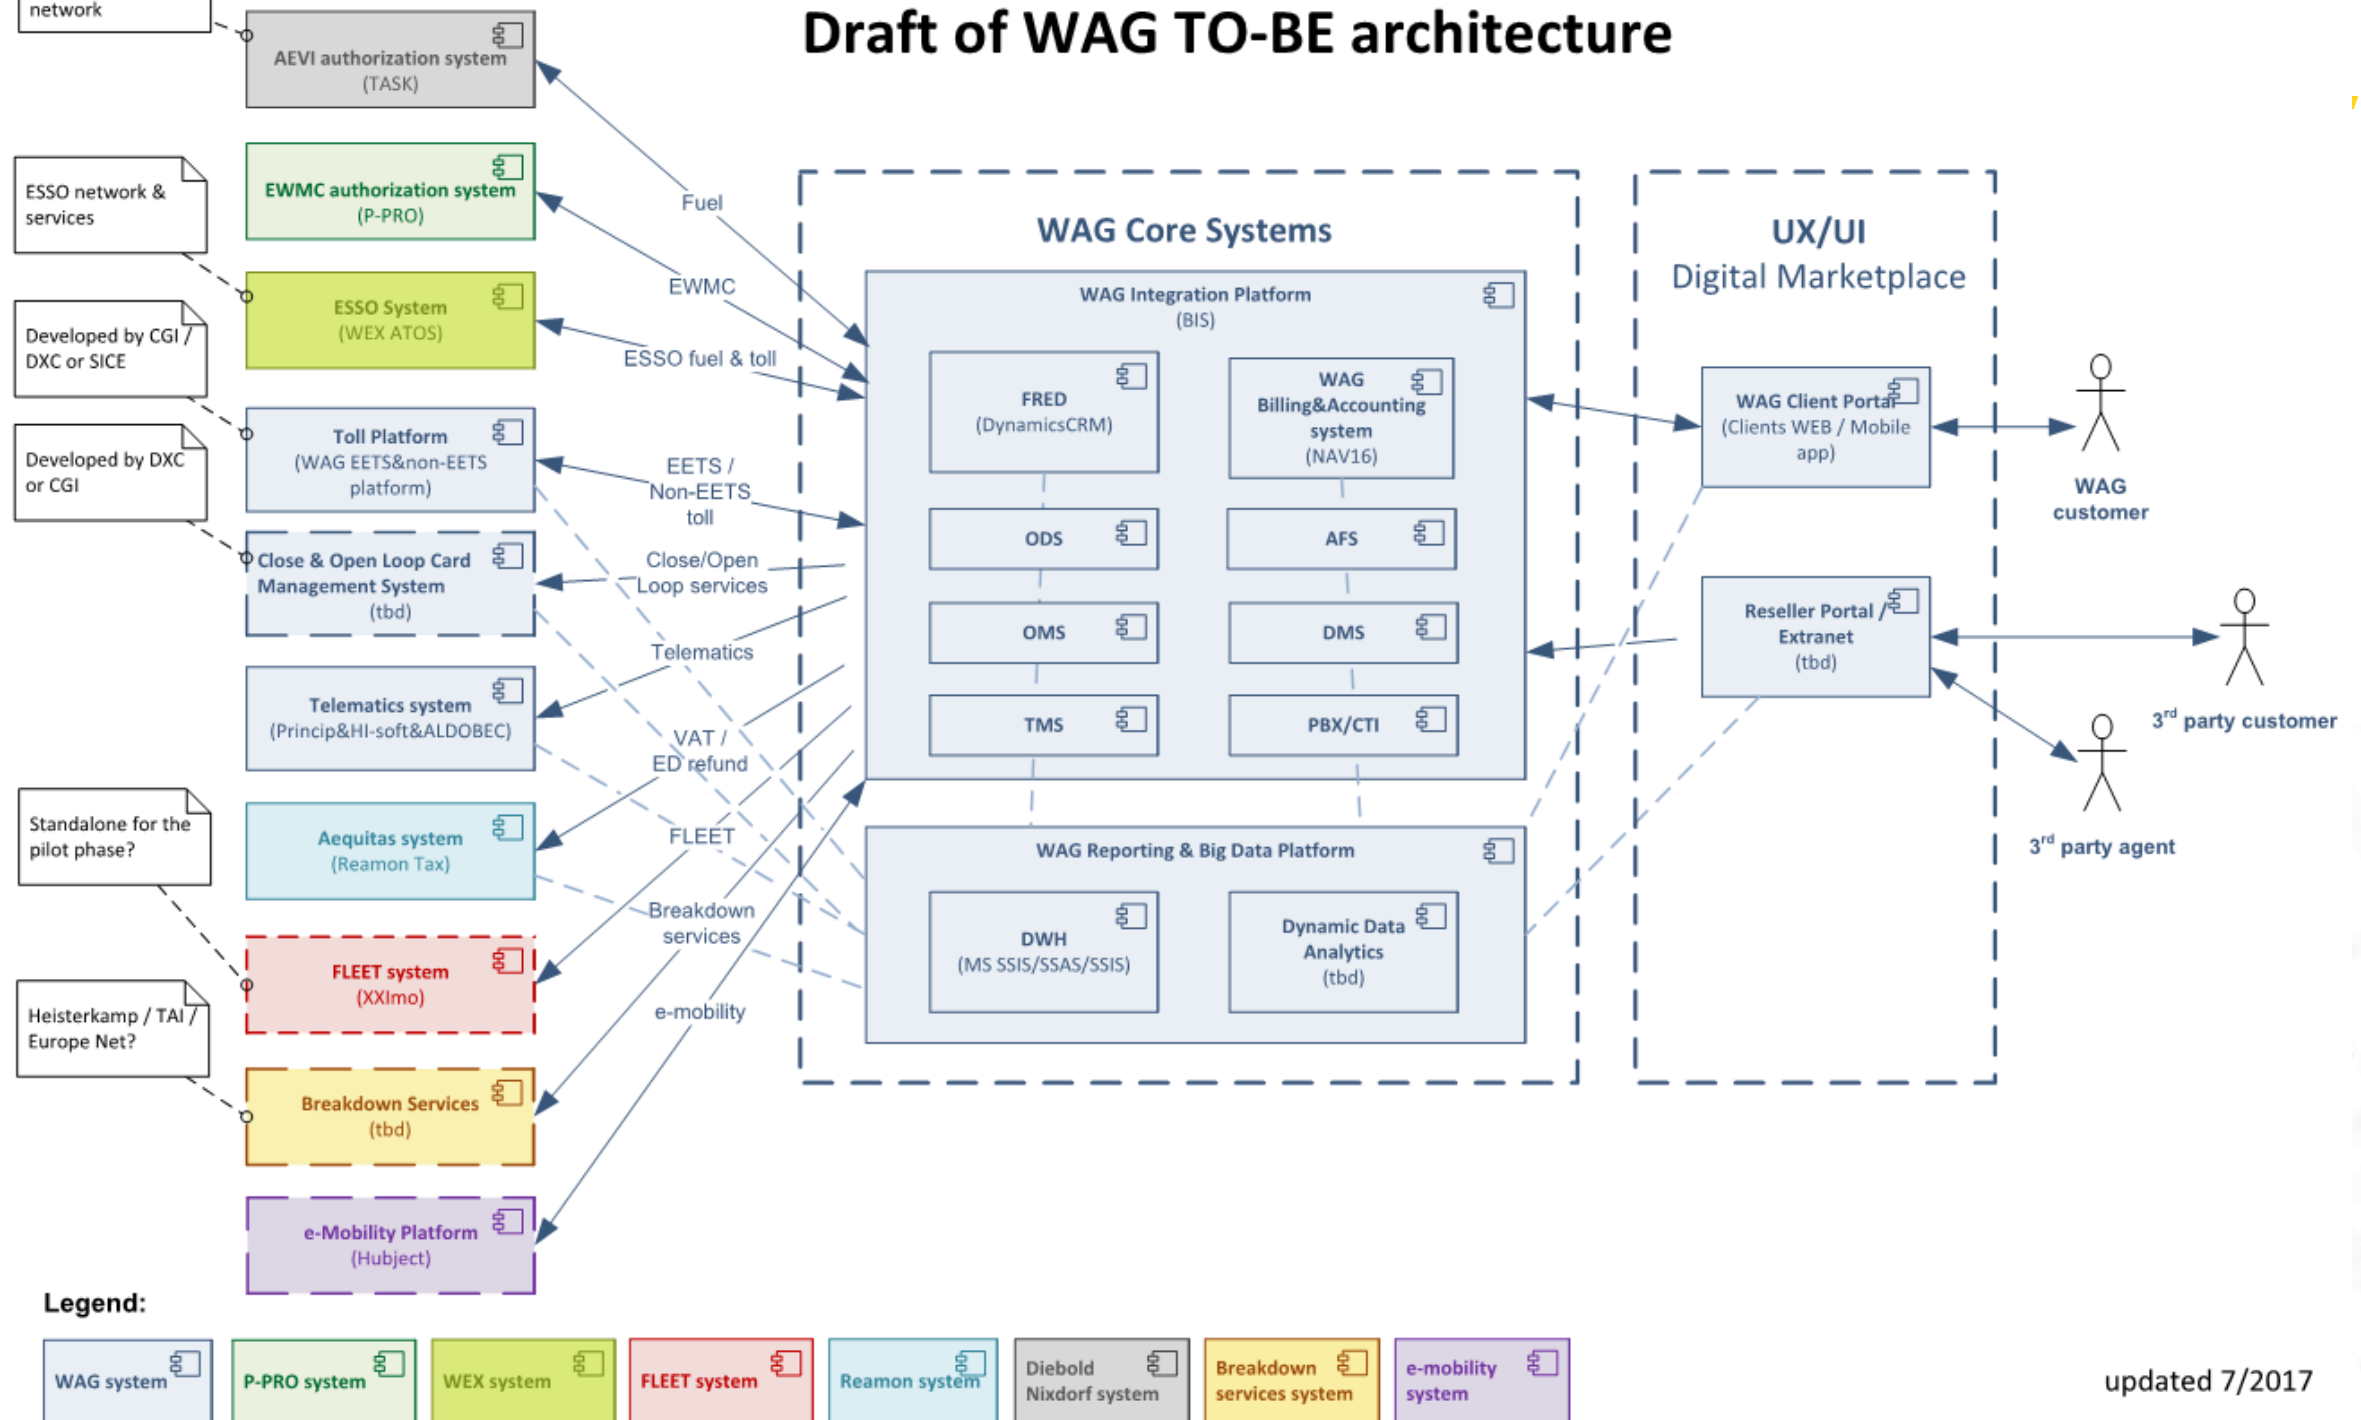 Draft of WAG TO-BE architecture
network
AEVI authorization system
(TASK)
EWMC authorization system
(P-PRO)
ESSO network &
services
ESSO System
(WEX ATOS)
Developed by CGI /
DXC or SICE
Toll Platform
(WAG EETS&non-EETS
platform)
Developed by DXC
or CGI
Close & Open Loop Card
Management System
(tbd)
Telematics system
(Princip&HI-soft&ALDOBEC)
Aequitas system
(Reamon Tax)
Standalone for the
pilot phase?
FLEET system
(XXImo)
Heisterkamp / TAI /
Europe Net?
Breakdown Services
(tbd)
e-Mobility Platform
(Hubject)
Fuel
EWMC
ESSO fuel & toll
EETS /
Non-EETS
toll
Close/Open
Loop services
Telematics
VAT /
ED refund
FLEET
Breakdown
services
e-mobility
WAG Core Systems
WAG Integration Platform
(BIS)
FRED
(DynamicsCRM)
WAG
Billing&Accounting
system
(NAV16)
ODS
AFS
OMS
DMS
TMS
PBX/CTI
WAG Reporting & Big Data Platform
DWH
(MS SSIS/SSAS/SSIS)
Dynamic Data
Analytics
(tbd)
UX/UI
Digital Marketplace
WAG Client Portal
(Clients WEB / Mobile
app)
Reseller Portal /
Extranet
(tbd)
WAG
customer
3rd party customer
3rd party agent
Legend:
WAG system
P-PRO system
WEX system
FLEET system
Reamon system
Diebold
Nixdorf system
Breakdown
services system
e-mobility
system
updated 7/2017